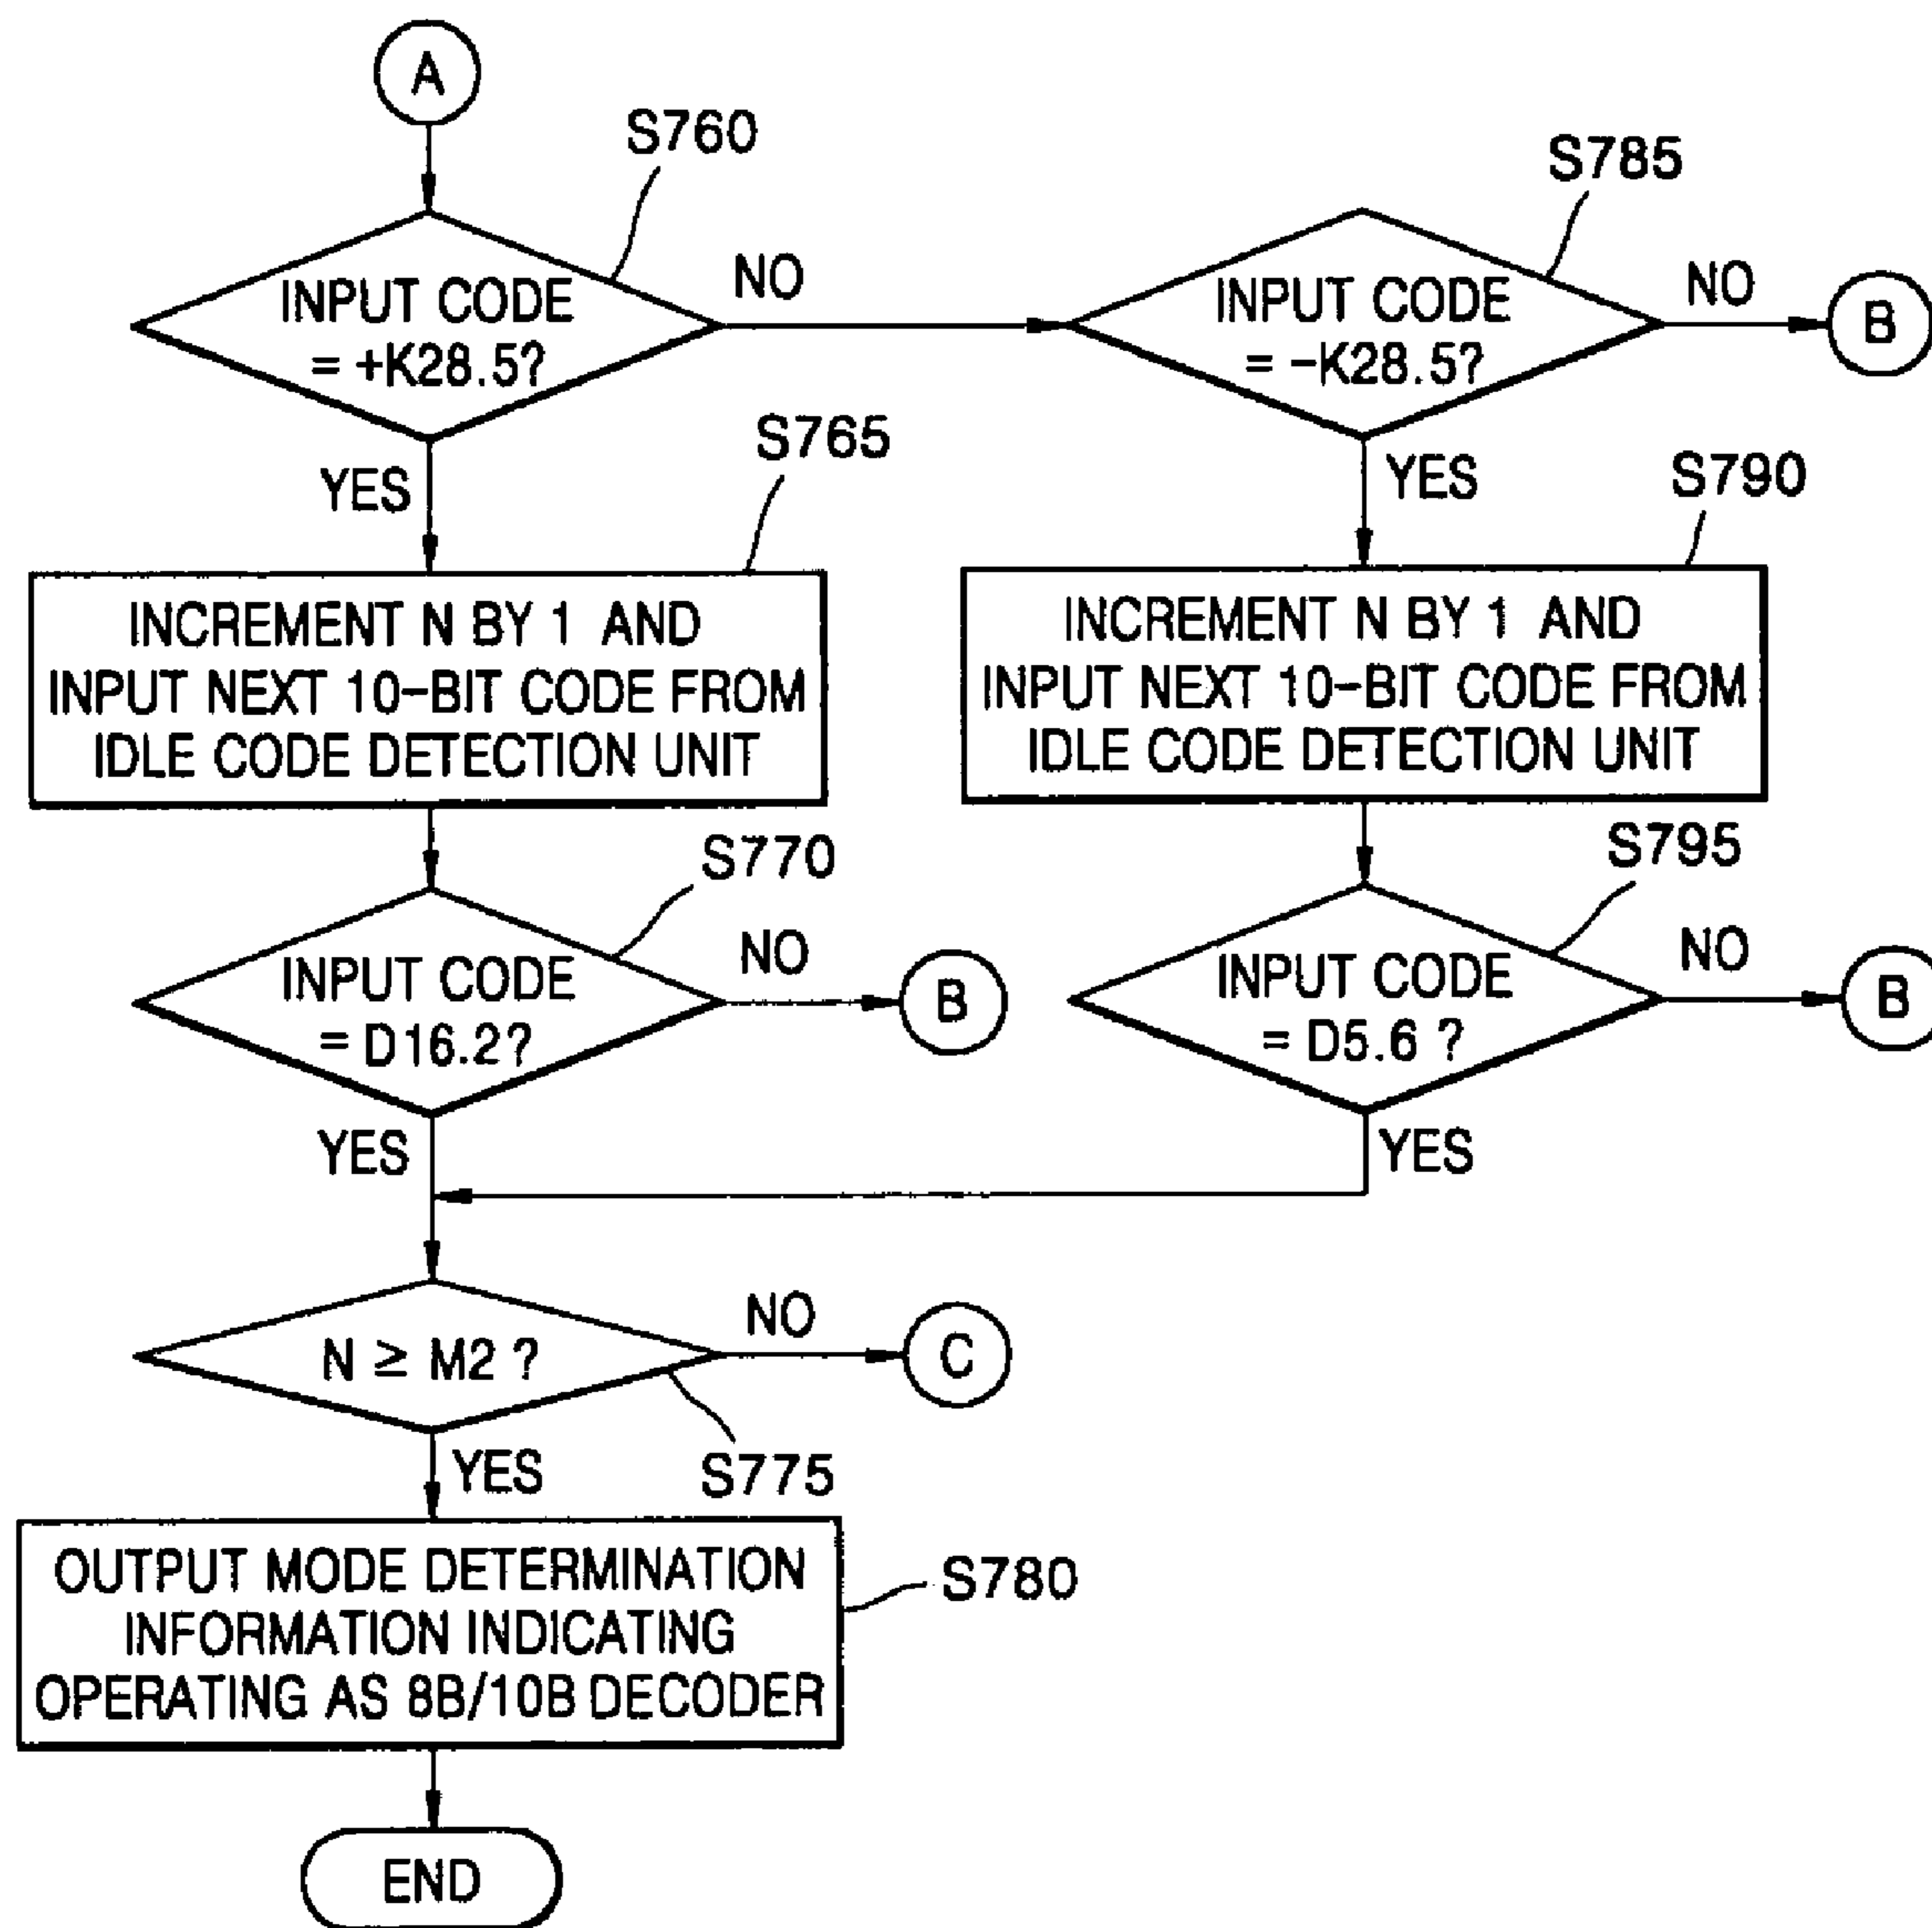 A
S760
INPUT CODE
= +K28.5?
NO
S785
INPUT CODE
= -K28.5?
NO
B
YES
S765
INCREMENT N BY 1 AND
INPUT NEXT 10-BIT CODE FROM
IDLE CODE DETECTION UNIT
YES
S790
INCREMENT N BY 1 AND
INPUT NEXT 10-BIT CODE FROM
IDLE CODE DETECTION UNIT
S770
INPUT CODE
= D16.2?
NO
B
S795
INPUT CODE
= D5.6 ?
NO
B
YES
YES
N ≥ M2 ?
NO
C
S775
YES
OUTPUT MODE DETERMINATION
INFORMATION INDICATING
OPERATING AS 8B/10B DECODER
S780
END